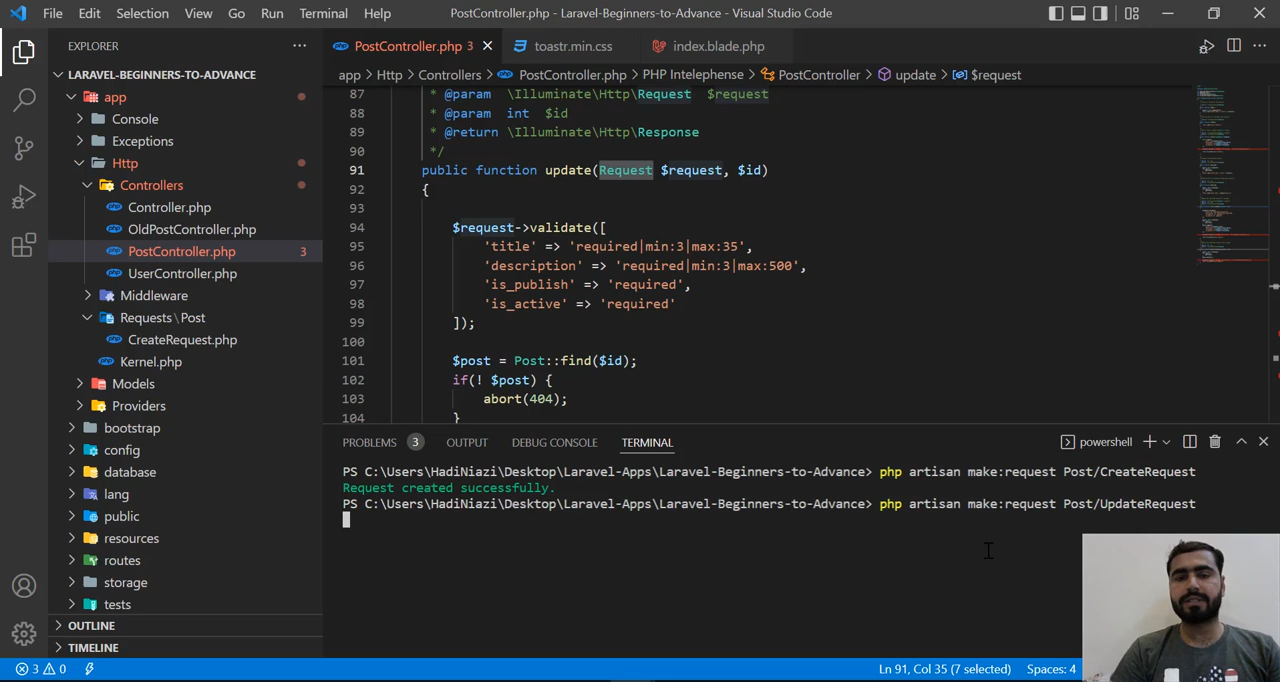 File Edit Selection View Go Run Terminal Help
PostController.php - Laravel-Beginners-to-Advance - Visual Studio Code
EXPLORER
PostController.php 3
toastr.min.css
index.blade.php
LARAVEL-BEGINNERS-TO-ADVANCE
app
Console
Exceptions
Http
Controllers
Controller.php
OldPostController.php
PostController.php 3
UserController.php
Middleware
Requests\Post
CreateRequest.php
Kernel.php
Models
Providers
bootstrap
config
database
lang
public
resources
routes
storage
tests
OUTLINE
TIMELINE
app > Http > Controllers > PostController.php > PHP Intelephense > PostController > update > $request
87 * @param \Illuminate\Http\Request $request
88 * @param int $id
89 * @return \Illuminate\Http\Response
90 */
91 public function update(Request $request, $id)
92 {
93
94 $request->validate([
95 'title' => 'required|min:3|max:35',
96 'description' => 'required|min:3|max:500',
97 'is_publish' => 'required',
98 'is_active' => 'required'
99 ]);
100
101 $post = Post::find($id);
102 if(! $post) {
103 abort(404);
104 }
PROBLEMS 3 OUTPUT DEBUG CONSOLE TERMINAL
powershell
PS C:\Users\HadiNiazi\Desktop\Laravel-Apps\Laravel-Beginners-to-Advance> php artisan make:request Post/CreateRequest
Request created successfully.
PS C:\Users\HadiNiazi\Desktop\Laravel-Apps\Laravel-Beginners-to-Advance> php artisan make:request Post/UpdateRequest
3 0
Ln 91, Col 35 (7 selected) Spaces: 4